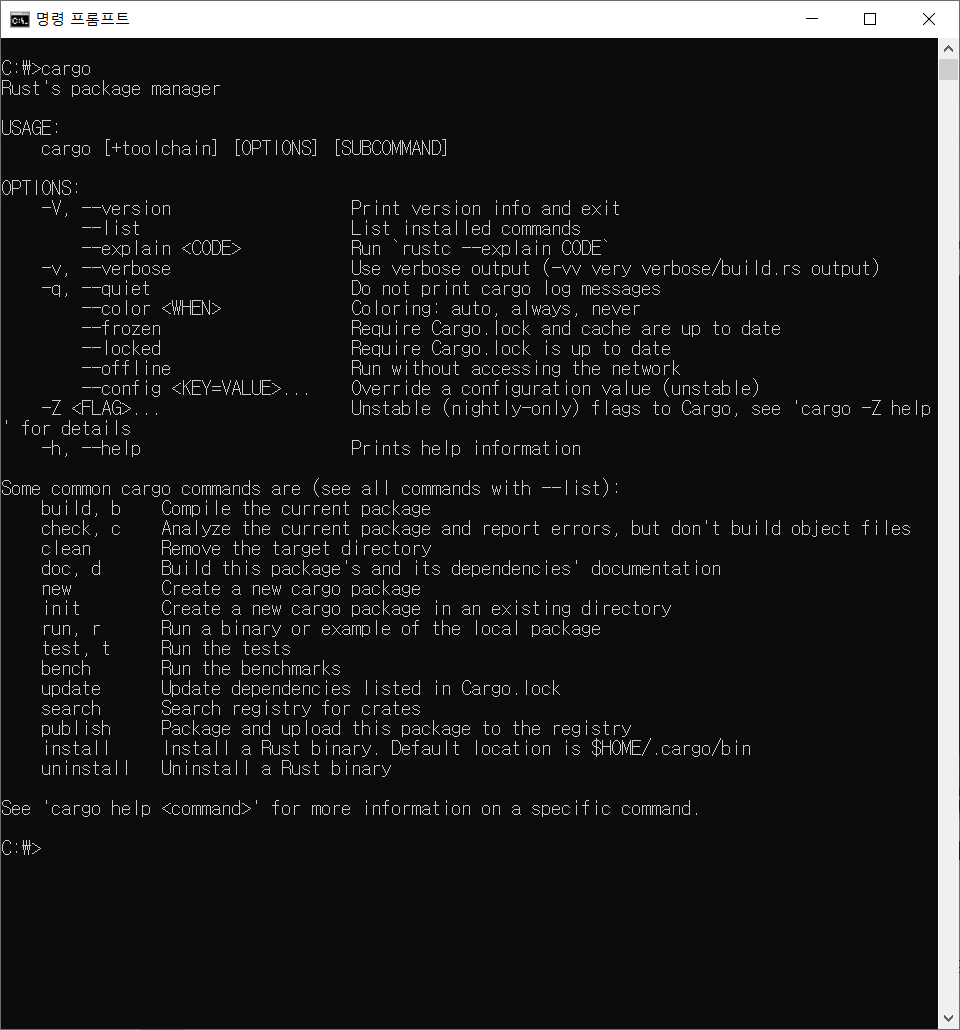 명령 프롬프트
C:₩>cargo
Rust's package manager
USAGE:
    cargo [+toolchain] [OPTIONS] [SUBCOMMAND]
OPTIONS:
    -V, --version                  Print version info and exit
        --list                     List installed commands
        --explain <CODE>           Run `rustc --explain CODE`
    -v, --verbose                  Use verbose output (-vv very verbose/build.rs output)
    -q, --quiet                    Do not print cargo log messages
        --color <WHEN>             Coloring: auto, always, never
        --frozen                   Require Cargo.lock and cache are up to date
        --locked                   Require Cargo.lock is up to date
        --offline                  Run without accessing the network
        --config <KEY=VALUE>...    Override a configuration value (unstable)
    -Z <FLAG>...                   Unstable (nightly-only) flags to Cargo, see 'cargo -Z help
' for details
    -h, --help                     Prints help information
Some common cargo commands are (see all commands with --list):
    build, b    Compile the current package
    check, c    Analyze the current package and report errors, but don't build object files
    clean       Remove the target directory
    doc, d      Build this package's and its dependencies' documentation
    new         Create a new cargo package
    init        Create a new cargo package in an existing directory
    run, r      Run a binary or example of the local package
    test, t     Run the tests
    bench       Run the benchmarks
    update      Update dependencies listed in Cargo.lock
    search      Search registry for crates
    publish     Package and upload this package to the registry
    install     Install a Rust binary. Default location is $HOME/.cargo/bin
    uninstall   Uninstall a Rust binary
See 'cargo help <command>' for more information on a specific command.
C:₩>